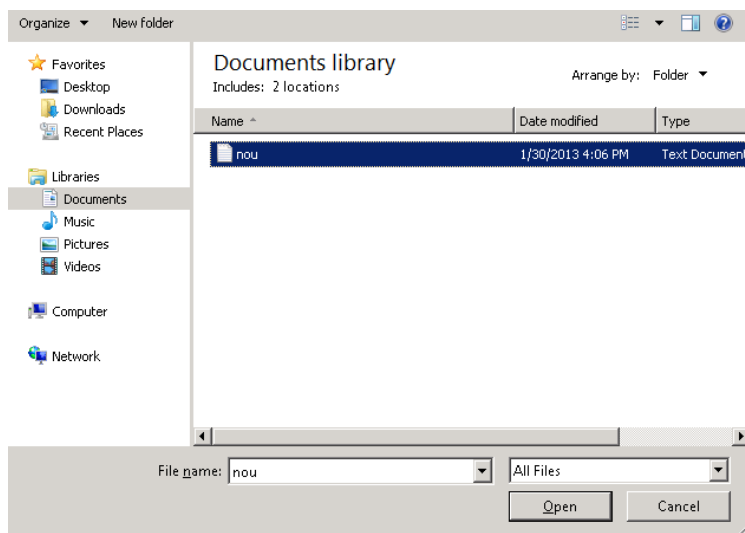 Organize New folder
Favorites
Desktop
Downloads
Recent Places
Libraries
Documents
Music
Pictures
Videos
Computer
Network
Documents library
Includes: 2 locations
Arrange by: Folder
Name Date modified Type
nou 1/30/2013 4:06 PM Text Documen
File name: nou All Files
Open Cancel